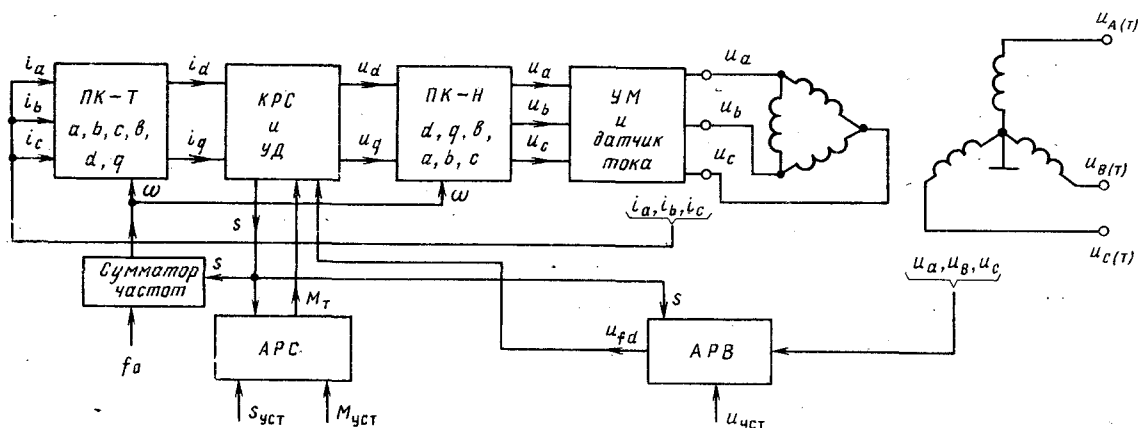 u_A(т)
i_a
i_d
u_d
u_a
u_a
i_b
ПК-Т
a, b, c, в,
d, q
КРС
и
УД
ПК-Н
d, q, в,
a, b, c
u_b
УМ
и
датчик
тока
u_b
i_c
i_q
u_q
u_c
u_c
u_B(т)
ω
ω
i_a, i_b, i_c
u_C(т)
s
u_a, u_в, u_c
Сумматор
частот
s
s
M_т
u_fd
f_0
АРС
АРВ
s_уст
M_уст
u_уст